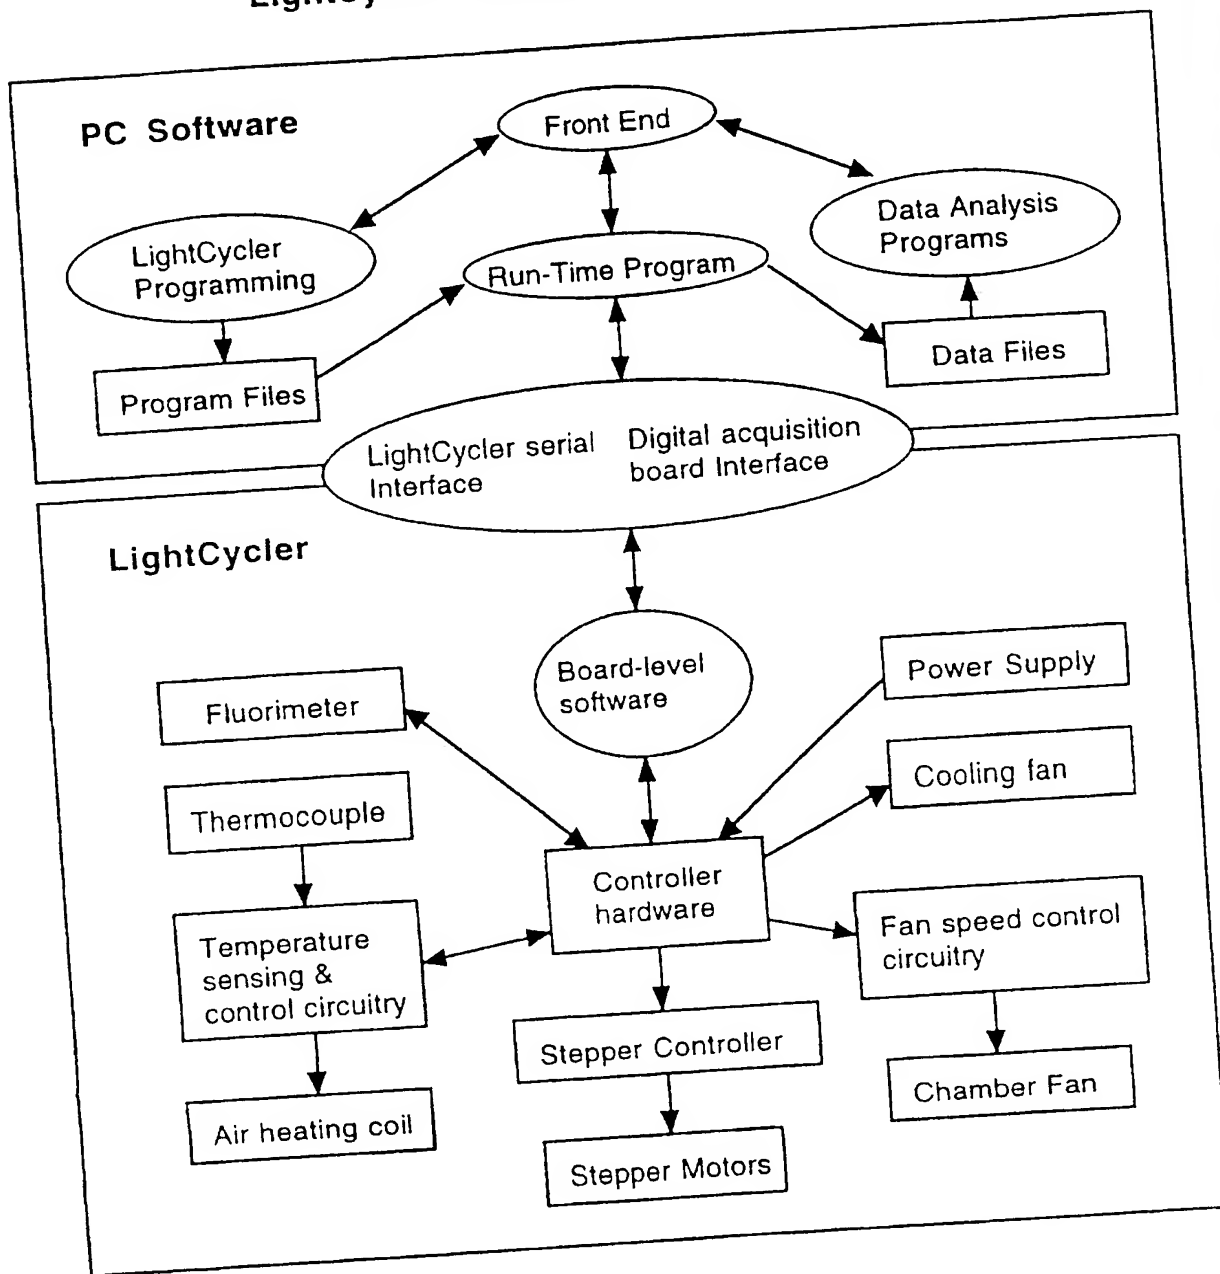 PC Software
Front End
LightCycler
Programming
Run-Time Program
Data Analysis
Programs
Program Files
Data Files
LightCycler serial
Interface
Digital acquisition
board Interface
LightCycler
Board-level
software
Power Supply
Fluorimeter
Cooling fan
Thermocouple
Controller
hardware
Fan speed control
circuitry
Temperature
sensing &
control circuitry
Stepper Controller
Chamber Fan
Air heating coil
Stepper Motors